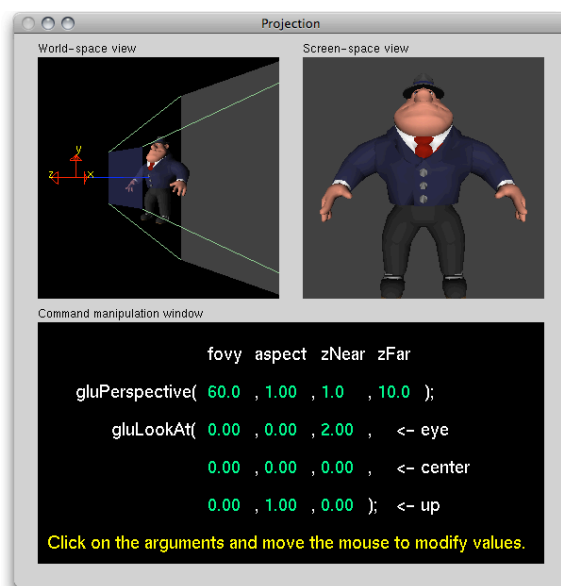 Projection
World-space view
Screen-space view
y
z
x
Command manipulation window
fovy aspect zNear zFar
gluPerspective( 60.0 , 1.00 , 1.0 , 10.0 );
gluLookAt( 0.00 , 0.00 , 2.00 , <- eye
0.00 , 0.00 , 0.00 , <- center
0.00 , 1.00 , 0.00 ); <- up
Click on the arguments and move the mouse to modify values.